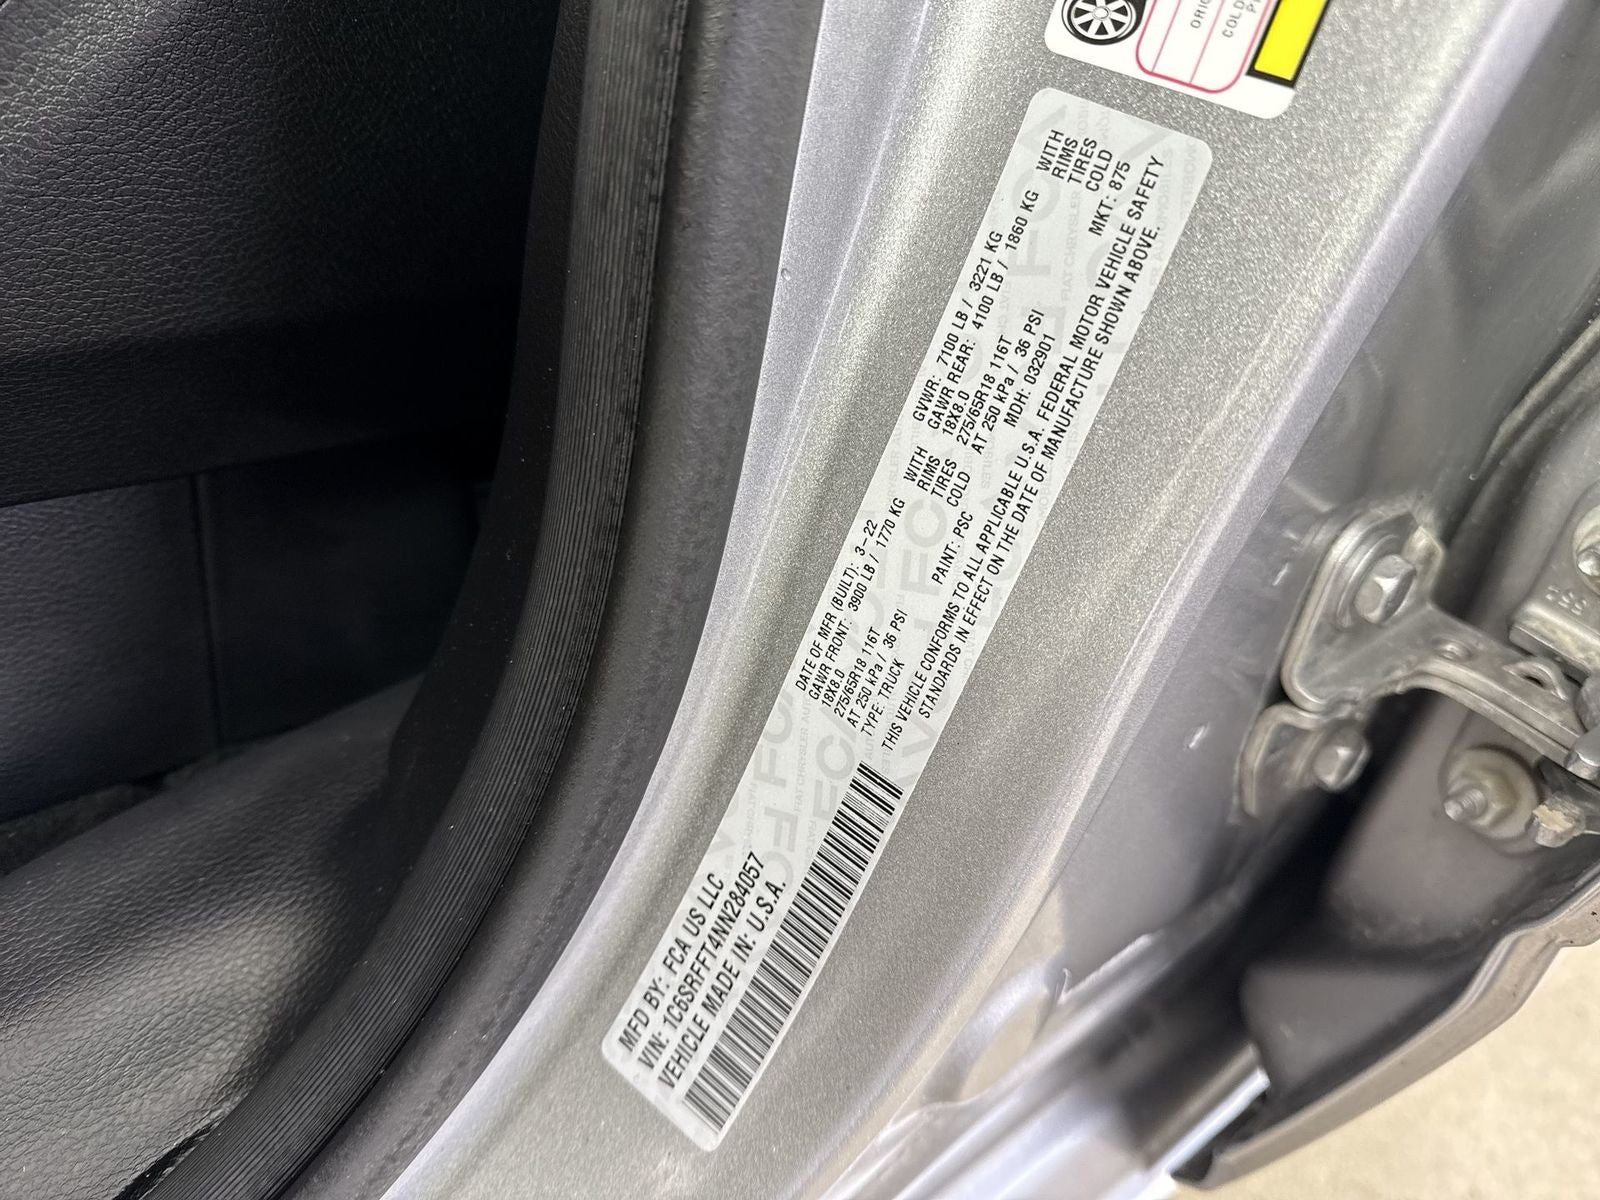 ORIG
COLD
MFD BY: FCA US LLC
VIN: 1C6SRFFT4NN284057
VEHICLE MADE IN: U.S.A.
DATE OF MFR (BUILT): 3-22 GVWR: 7100 LB / 3221 KG
GAWR FRONT: 3900 LB / 1770 KG WITH GAWR REAR: 4100 LB / 1860 KG WITH
18X8.0 RIMS 18X8.0 RIMS
275/65R18 116T TIRES 275/65R18 116T TIRES
AT 250 kPa / 36 PSI COLD AT 250 kPa / 36 PSI COLD
TYPE: TRUCK PAINT: PSC MDH: 032901 MKT: 875
THIS VEHICLE CONFORMS TO ALL APPLICABLE U.S.A. FEDERAL MOTOR VEHICLE SAFETY
STANDARDS IN EFFECT ON THE DATE OF MANUFACTURE SHOWN ABOVE.